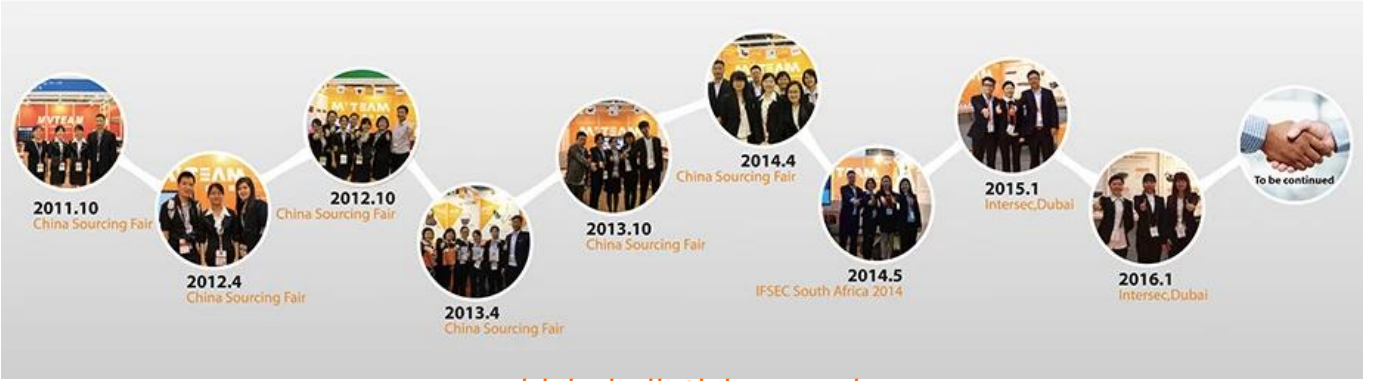 MVTEAM
2011.10
China Sourcing Fair
2012.4
China Sourcing Fair
MVTEAM
2012.10
China Sourcing Fair
2013.4
China Sourcing Fair
2013.10
China Sourcing Fair
2014.4
China Sourcing Fair
2014.5
IFSEC South Africa 2014
2015.1
Intersec,Dubai
2016.1
Intersec,Dubai
To be continued